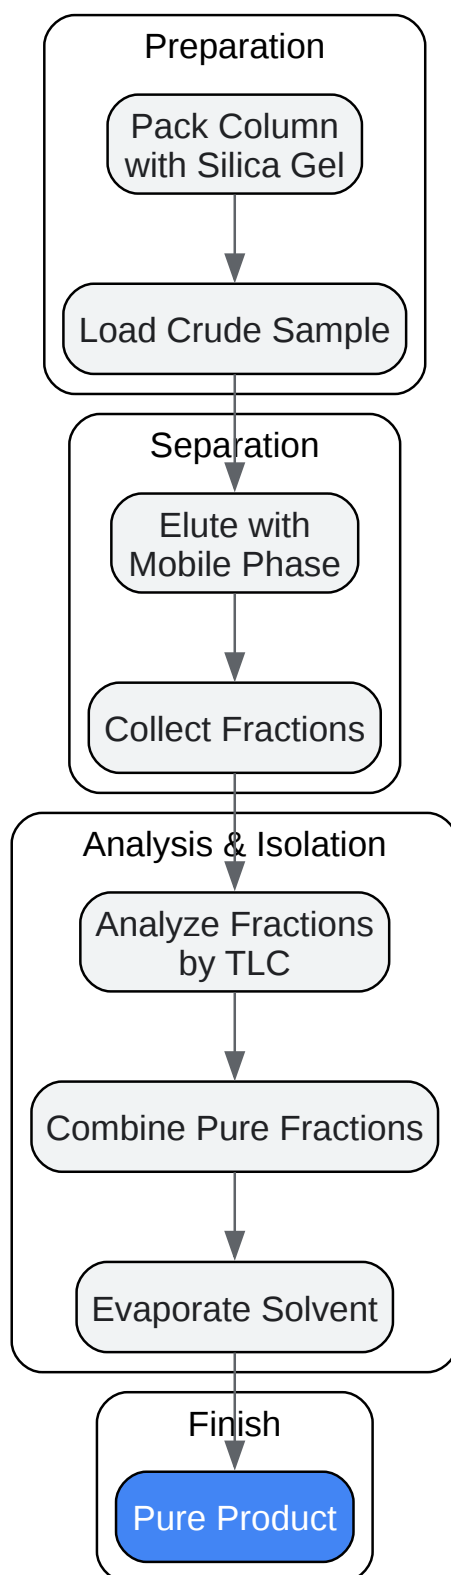 Preparation
Pack Column
with Silica Gel
Load Crude Sample
Separation
Elute with
Mobile Phase
Collect Fractions
Analysis & Isolation
Analyze Fractions
by TLC
Combine Pure Fractions
Evaporate Solvent
Finish
Pure Product